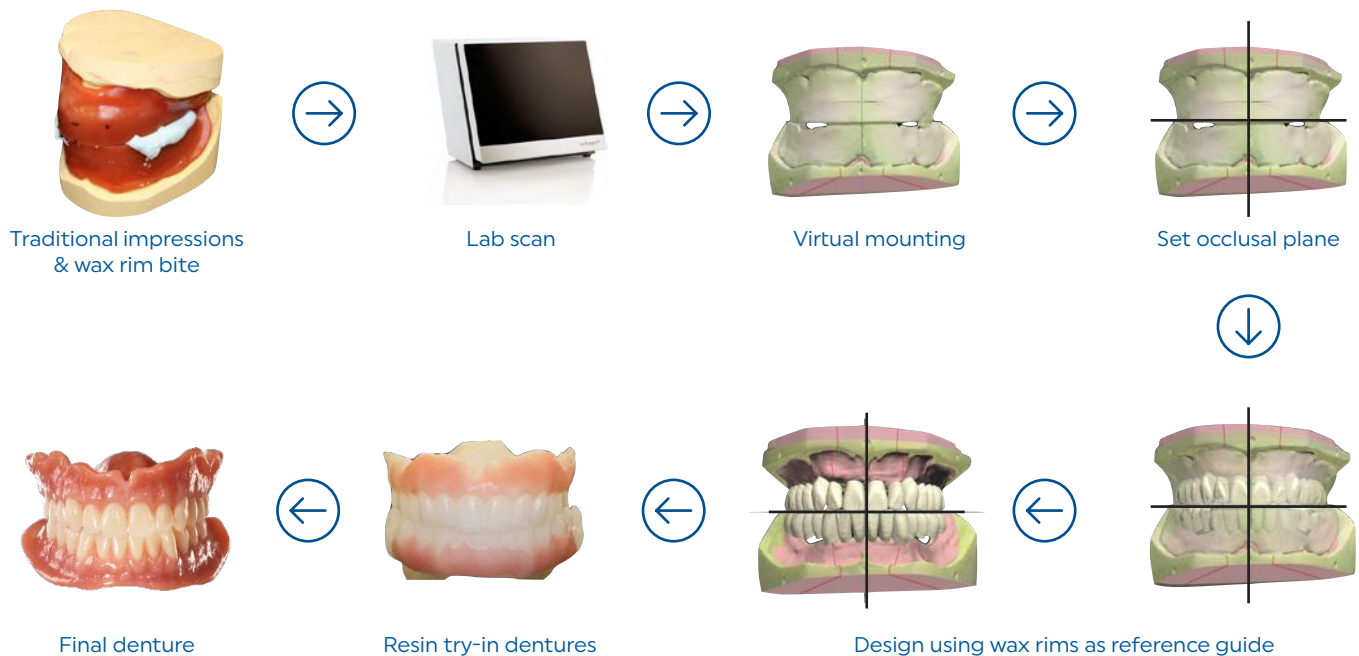 Traditional impressions
& wax rim bite
Lab scan
Virtual mounting
Set occlusal plane
Final denture
Resin try-in dentures
Design using wax rims as reference guide